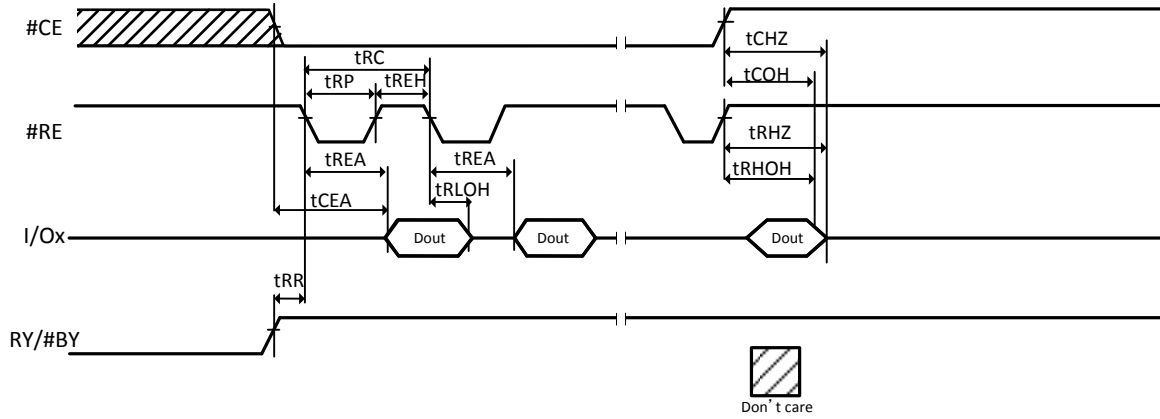 #CE
tCHZ
tRC
tCOH
tRP
tREH
#RE
tRHZ
tREA
tREA
tRHOH
tCEA
tRLOH
I/Ox
Dout
Dout
Dout
tRR
RY/#BY
Don't care